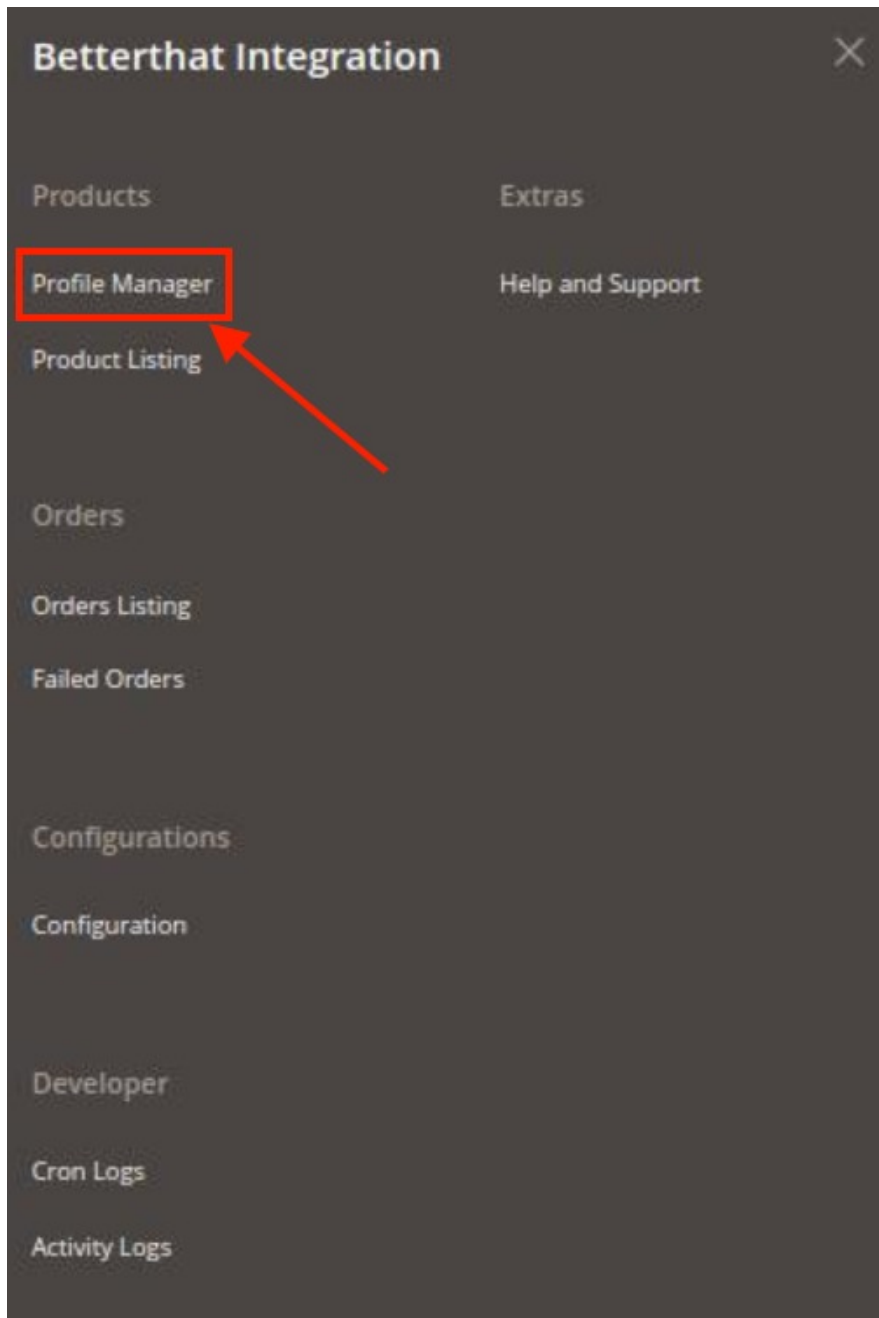 Betterthat Integration
Products
Profile Manager
Product Listing
Extras
Help and Support
Orders
Orders Listing
Failed Orders
Configurations
Configuration
Developer
Cron Logs
Activity Logs